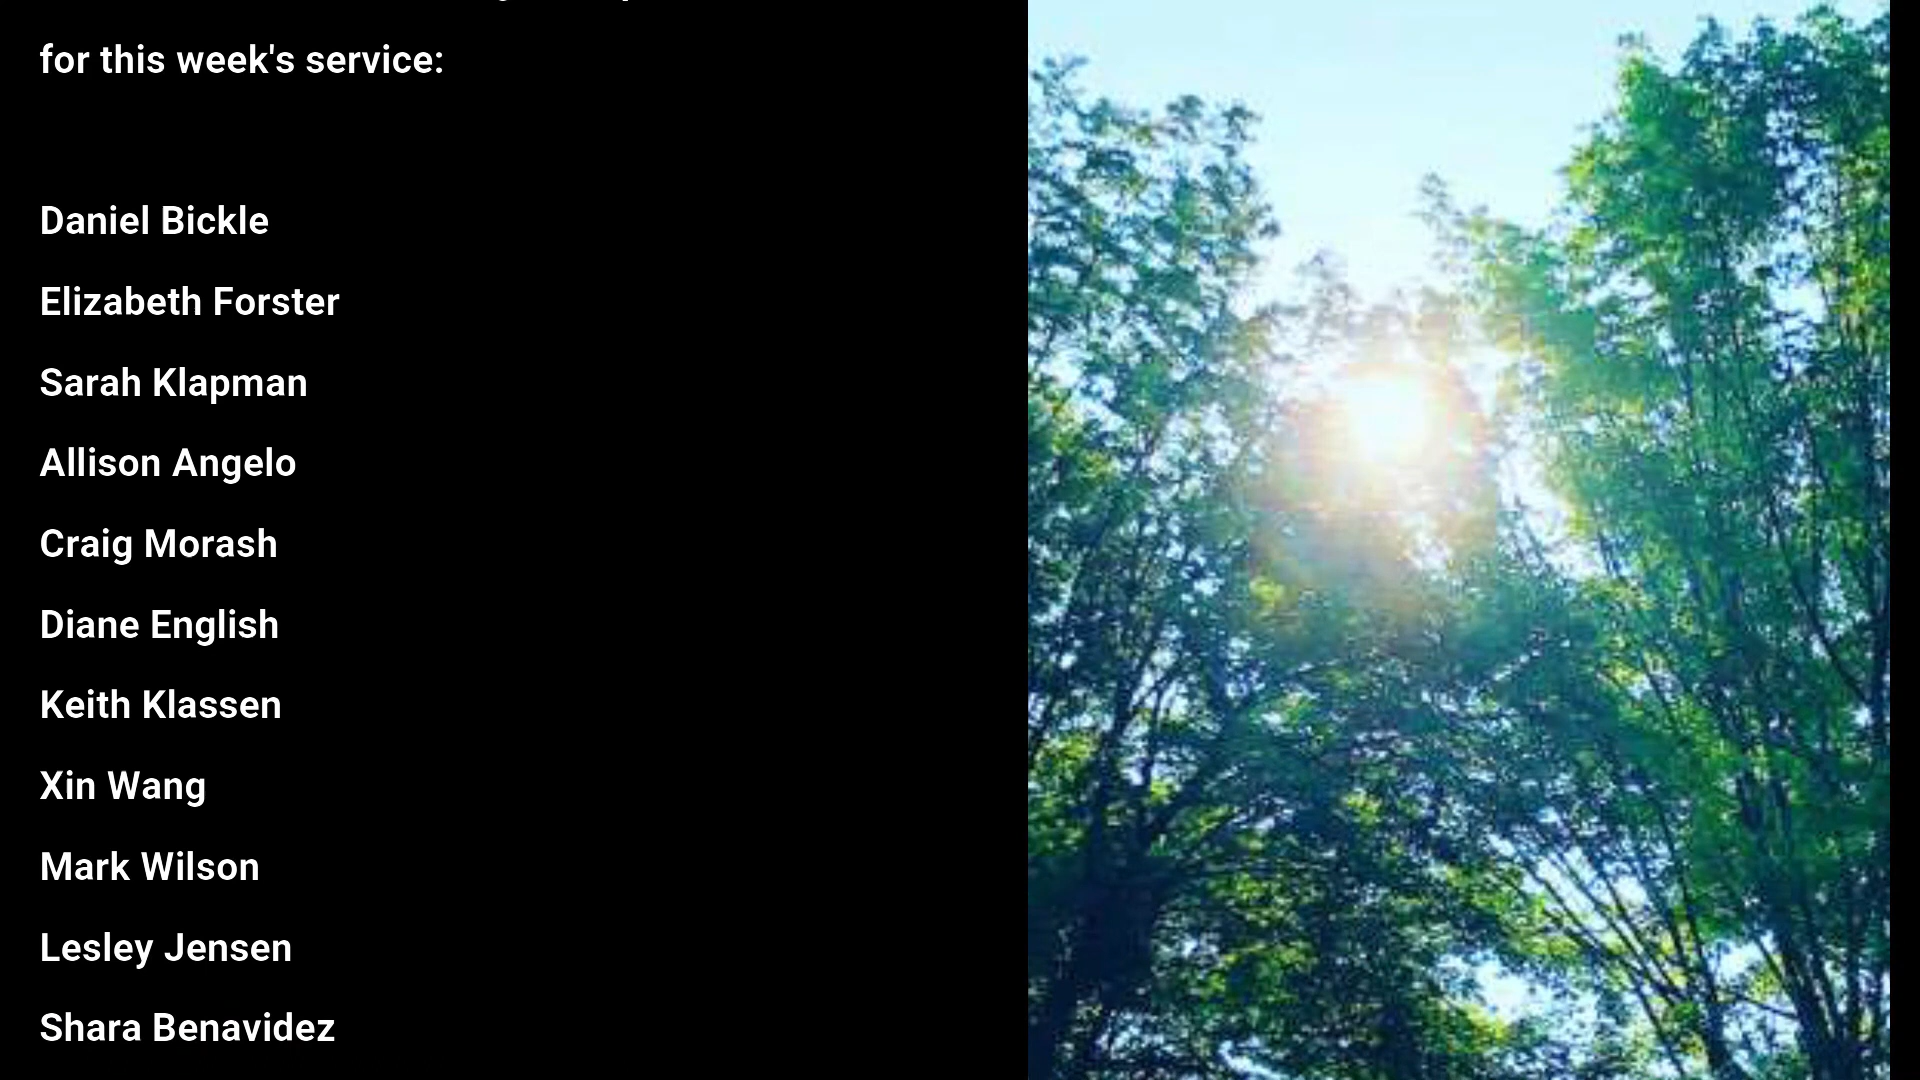 for this week's service:
Daniel Bickle
Elizabeth Forster
Sarah Klapman
Allison Angelo
Craig Morash
Diane English
Keith Klassen
Xin Wang
Mark Wilson
Lesley Jensen
Shara Benavidez